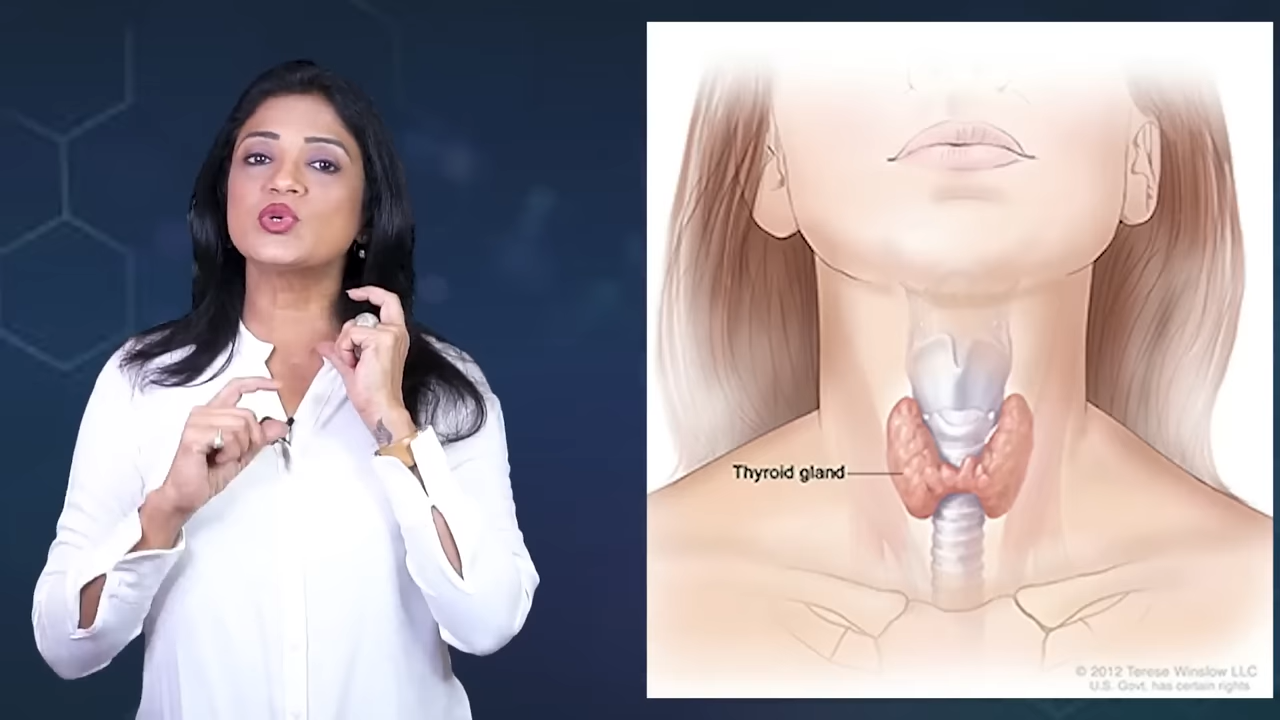 Thyroid gland
© 2012 Terese Winslow LLC
U.S. Govt. has certain rights